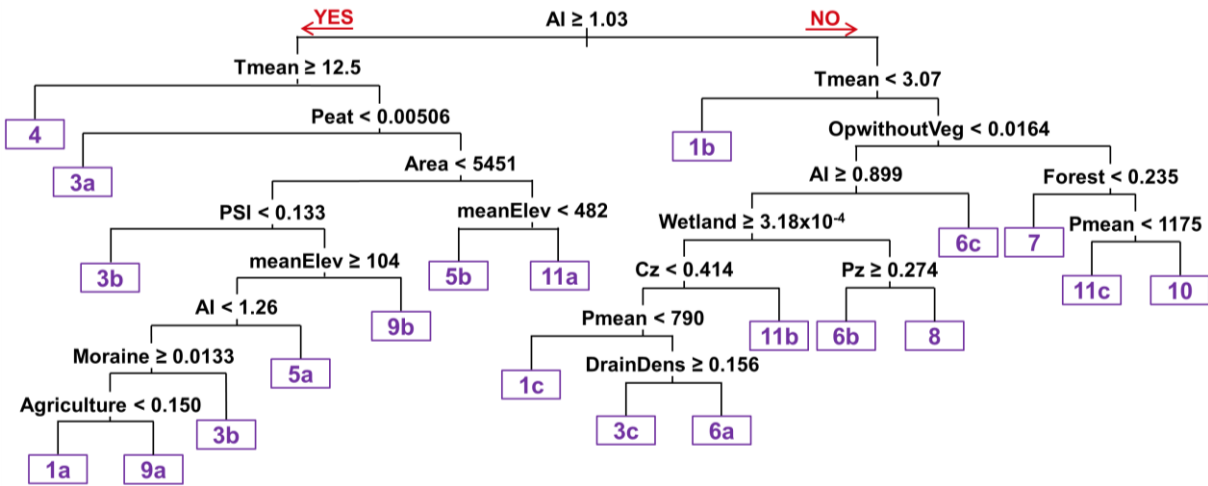 YES
AI ≥ 1.03
NO
Tmean ≥ 12.5
Tmean < 3.07
4
Peat < 0.00506
1b
OpwithoutVeg < 0.0164
3a
Area < 5451
AI ≥ 0.899
Forest < 0.235
PSI < 0.133
meanElev < 482
Wetland ≥ 3.18x10⁻⁴
6c
7
Pmean < 1175
3b
meanElev ≥ 104
5b
11a
Cz < 0.414
Pz ≥ 0.274
11c
10
AI < 1.26
9b
Pmean < 790
11b
6b
8
Moraine ≥ 0.0133
5a
1c
DrainDens ≥ 0.156
Agriculture < 0.150
3b
3c
6a
1a
9a